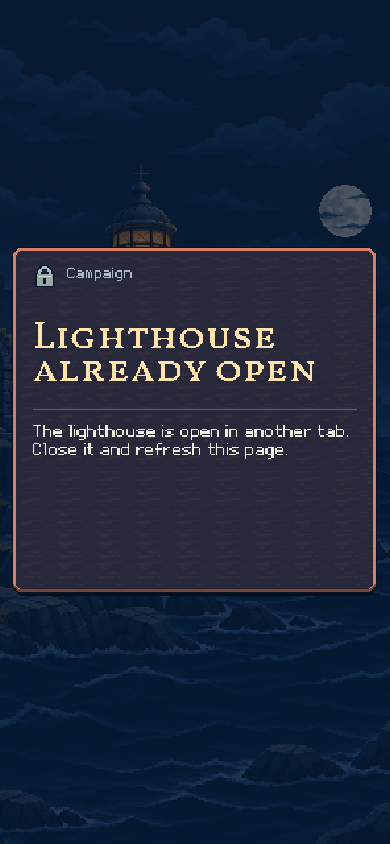 Campaign
LIGHTHOUSE
ALREADY OPEN
The lighthouse is open in another tab.
Close it and refresh this page.